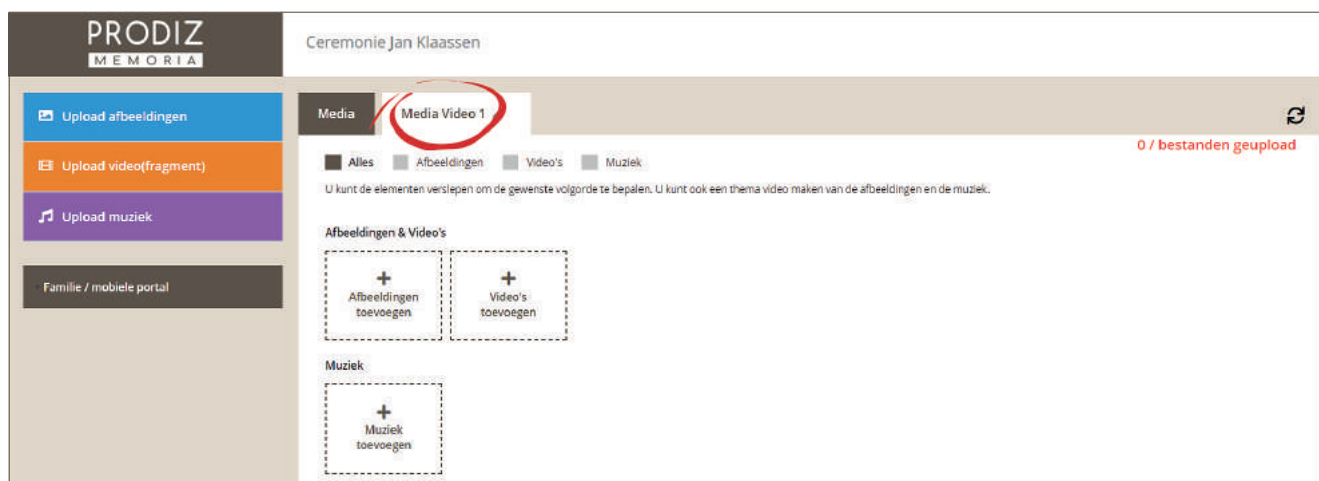 PRODIZ
MEMORIA
Ceremonie Jan Klaassen
Upload afbeeldingen
Upload video(fragment)
Upload muziek
Familie / mobiele portal
Media
Media Video 1
0 / bestanden geupload
Alles
Afbeeldingen
Video's
Muziek
U kunt de elementen verslepen om de gewenste volgorde te bepalen. U kunt ook een thema video maken van de afbeeldingen en de muziek.
Afbeeldingen & Video's
+
Afbeeldingen
toevoegen
+
Video's
toevoegen
Muziek
+
Muziek
toevoegen